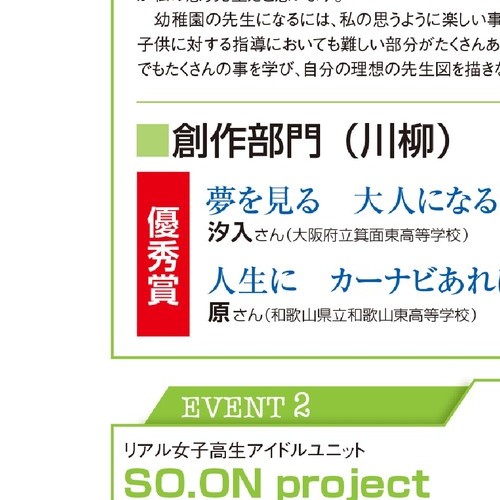 幼稚園の先生になるには、私の思うように楽しい事
子供に対する指導においても難しい部分がたくさんあ
でもたくさんの事を学び、自分の理想の先生図を描きな
■創作部門（川柳）
優秀賞
夢を見る　大人になる
汐入さん（大阪府立箕面東高等学校）
人生に　カーナビあれ
原さん（和歌山県立和歌山東高等学校）
EVENT 2
リアル女子高生アイドルユニット
SO.ON project